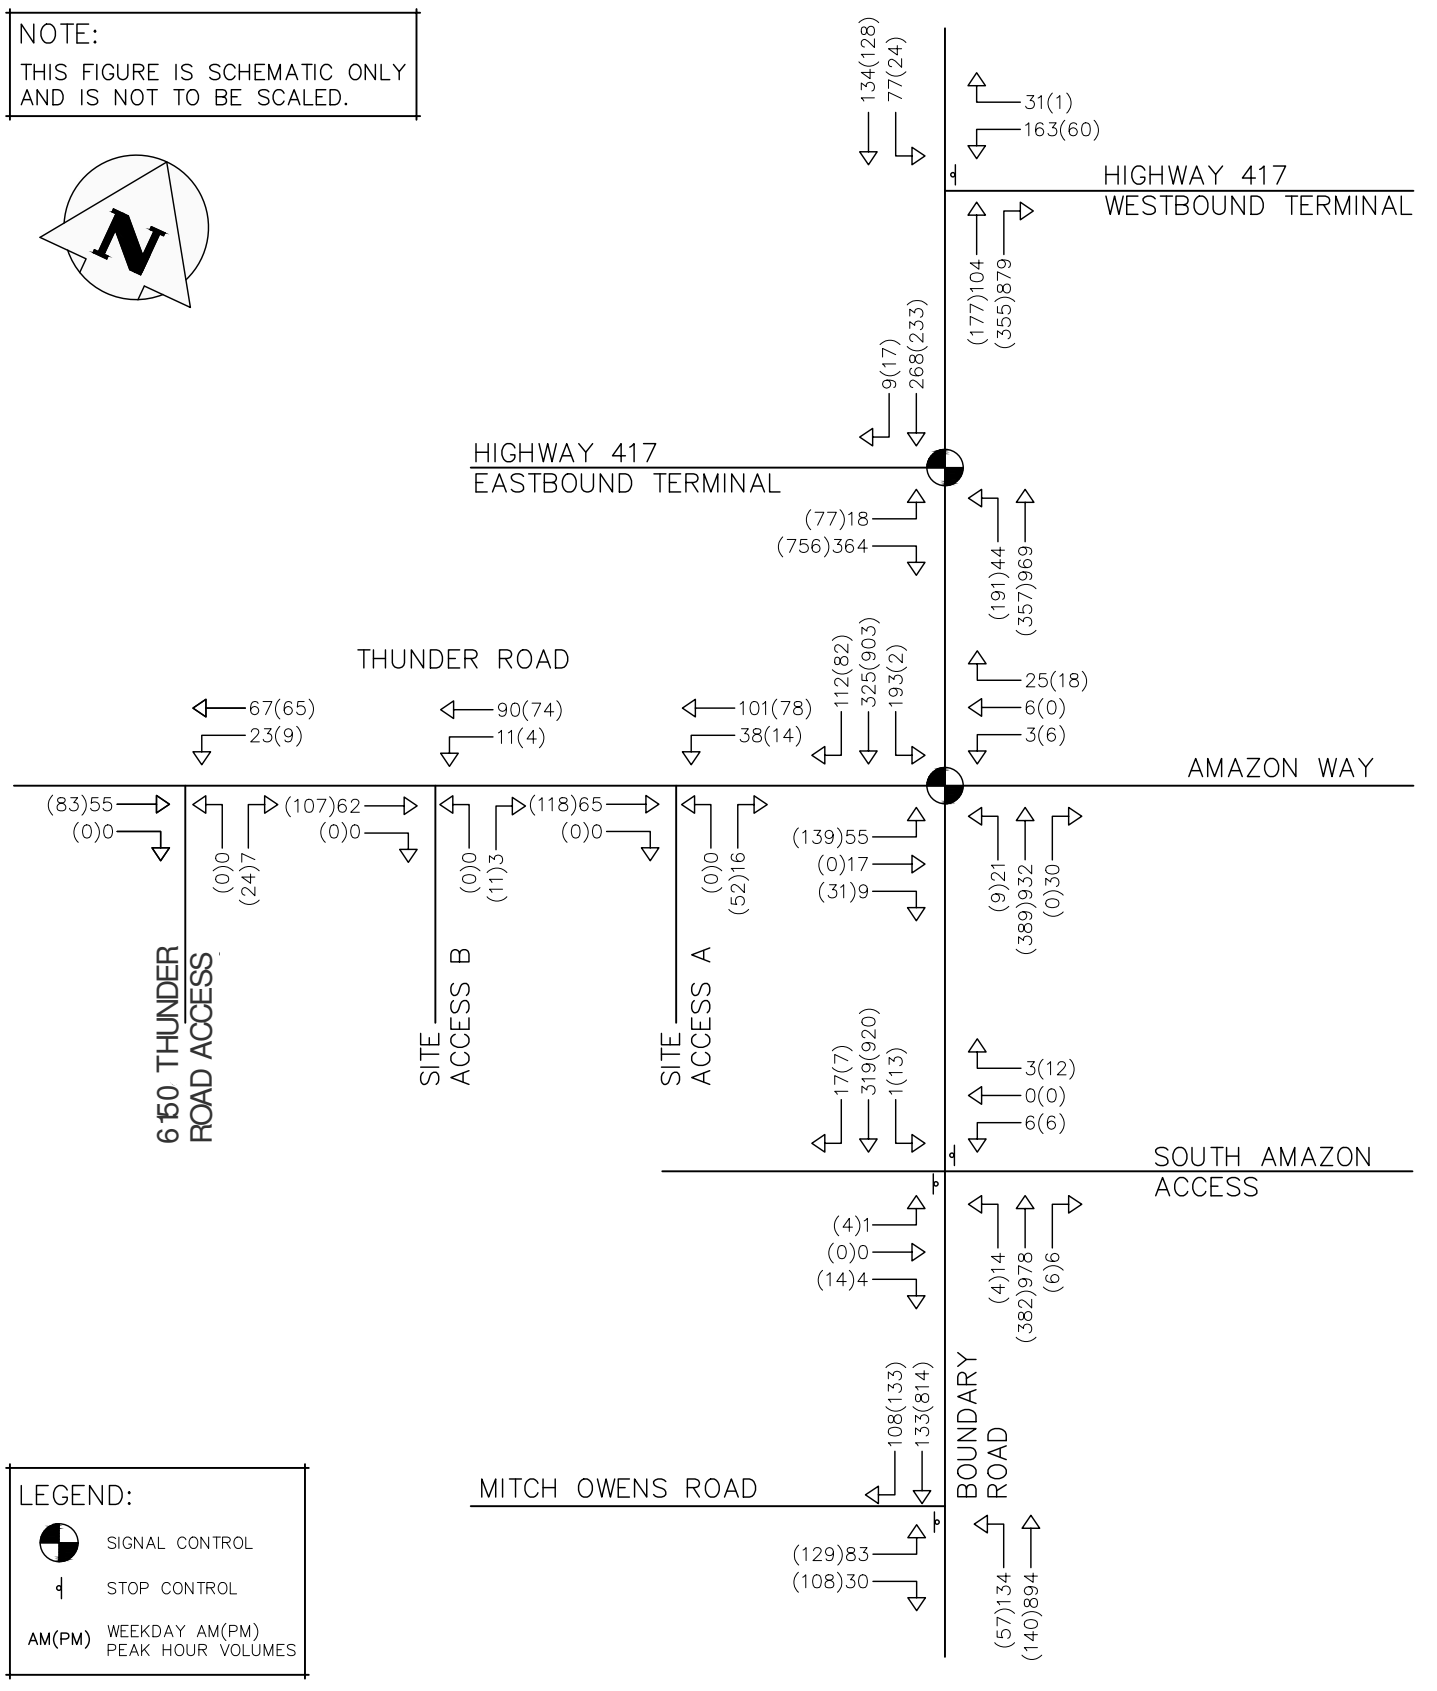 NOTE:
THIS FIGURE IS SCHEMATIC ONLY
AND IS NOT TO BE SCALED.
N
134(128)
77(24)
31(1)
163(60)
HIGHWAY 417
WESTBOUND TERMINAL
(177)104
(355)879
9(17)
268(233)
HIGHWAY 417
EASTBOUND TERMINAL
(77)18
(756)364
(191)44
(357)969
THUNDER ROAD
67(65)
23(9)
90(74)
11(4)
101(78)
38(14)
112(82)
325(903)
193(2)
25(18)
6(0)
3(6)
AMAZON WAY
(83)55
(0)0
(0)0
(24)7
(107)62
(0)0
(0)0
(11)3
(118)65
(0)0
(0)0
(52)16
(139)55
(0)17
(31)9
(9)21
(389)932
(0)30
6150 THUNDER
ROAD ACCESS
SITE
ACCESS B
SITE
ACCESS A
17(7)
319(920)
1(13)
3(12)
0(0)
6(6)
SOUTH AMAZON
ACCESS
(4)1
(0)0
(14)4
(4)14
(382)978
(6)6
108(133)
133(814)
BOUNDARY
ROAD
MITCH OWENS ROAD
(129)83
(108)30
(57)134
(140)894
LEGEND:
SIGNAL CONTROL
STOP CONTROL
AM(PM) WEEKDAY AM(PM)
PEAK HOUR VOLUMES